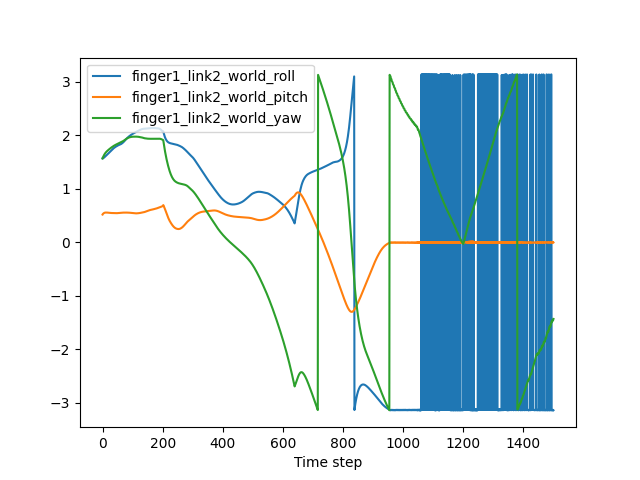 finger1_link2_world_roll
finger1_link2_world_pitch
finger1_link2_world_yaw
3
2
1
0
−1
−2
−3
0 200 400 600 800 1000 1200 1400
Time step